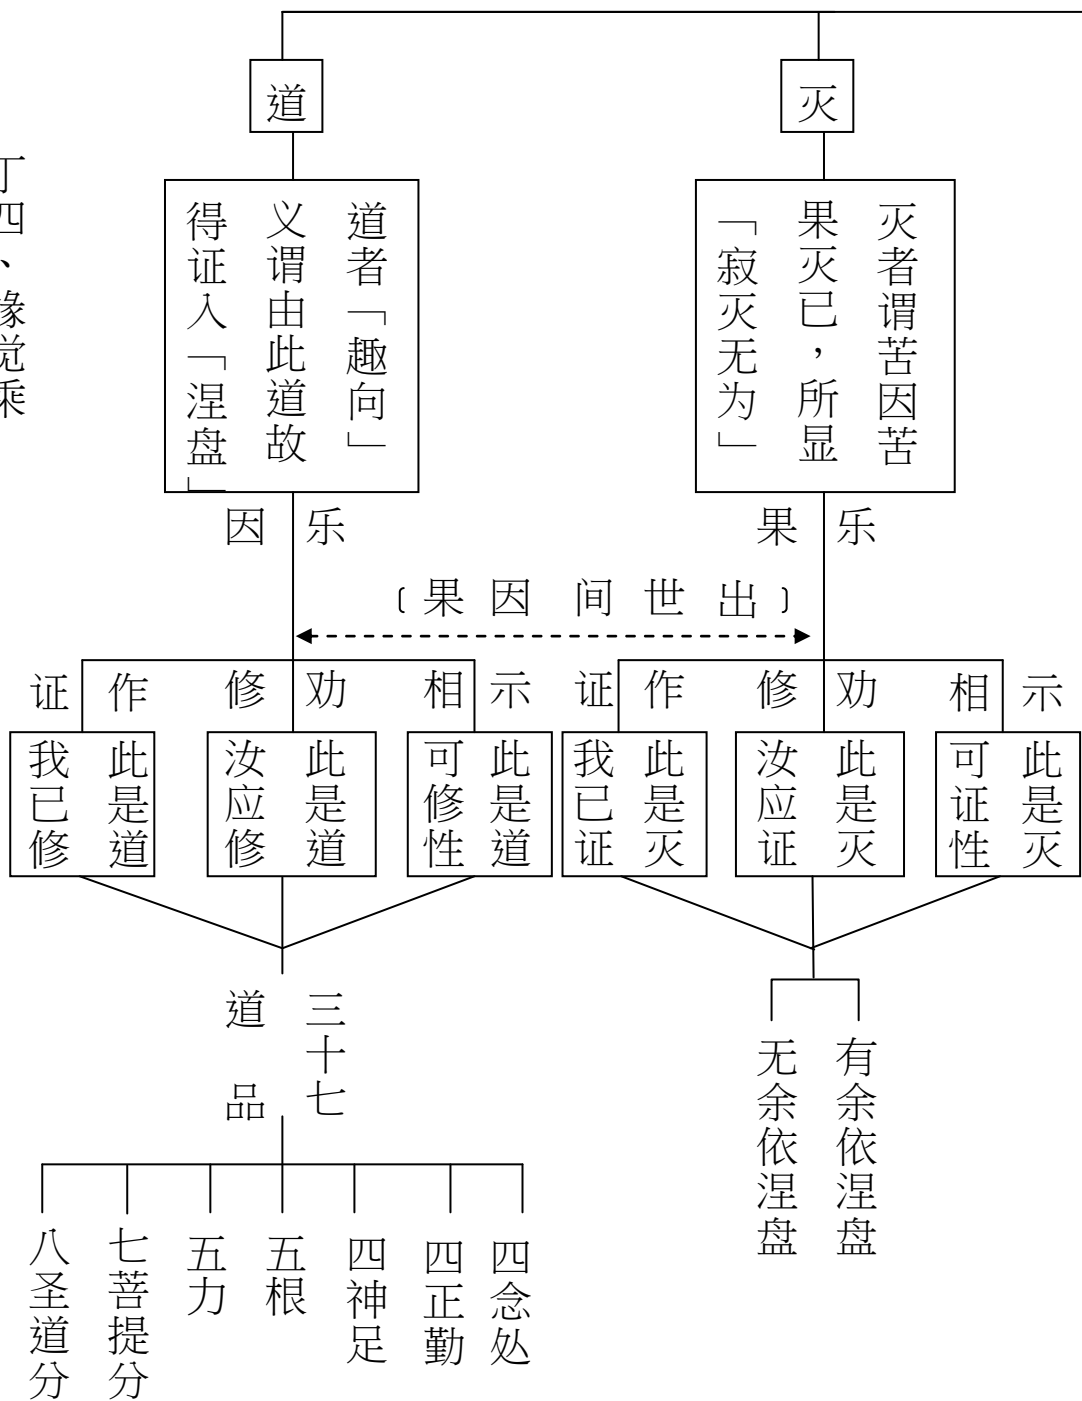 灭
灭者谓苦因苦
果灭已，所显
「寂灭无为」
乐
果
(出世间因果)
示
相
劝
修
作
证
此是灭
可证性
此是灭
汝应证
此是灭
我已证
有余依涅盘
无余依涅盘
道
道者「趣向」
义谓由此道故
得证入「涅盘」
乐
因
示
相
劝
修
作
证
此是道
可修性
此是道
汝应修
此是道
我已修
三十七
道品
四念处
四正勤
四神足
五根
五力
七菩提分
八圣道分
丁四、缘觉乘